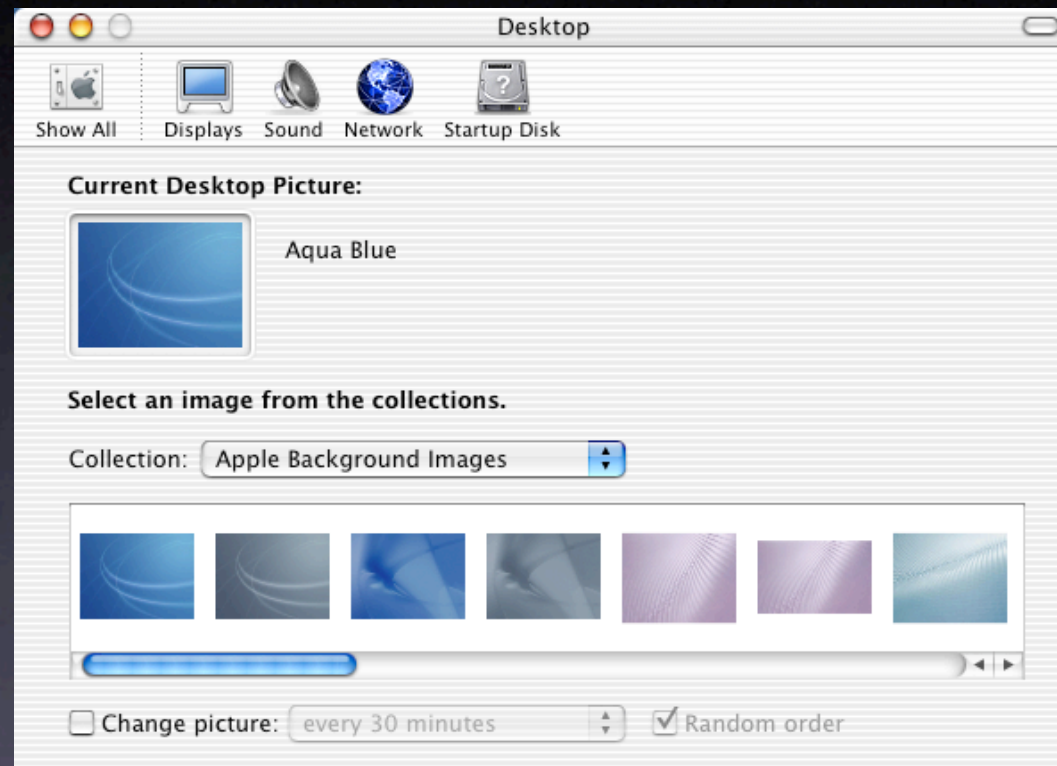 Desktop
Show All Displays Sound Network Startup Disk
Current Desktop Picture:
Aqua Blue
Select an image from the collections.
Collection: Apple Background Images
Change picture: every 30 minutes Random order